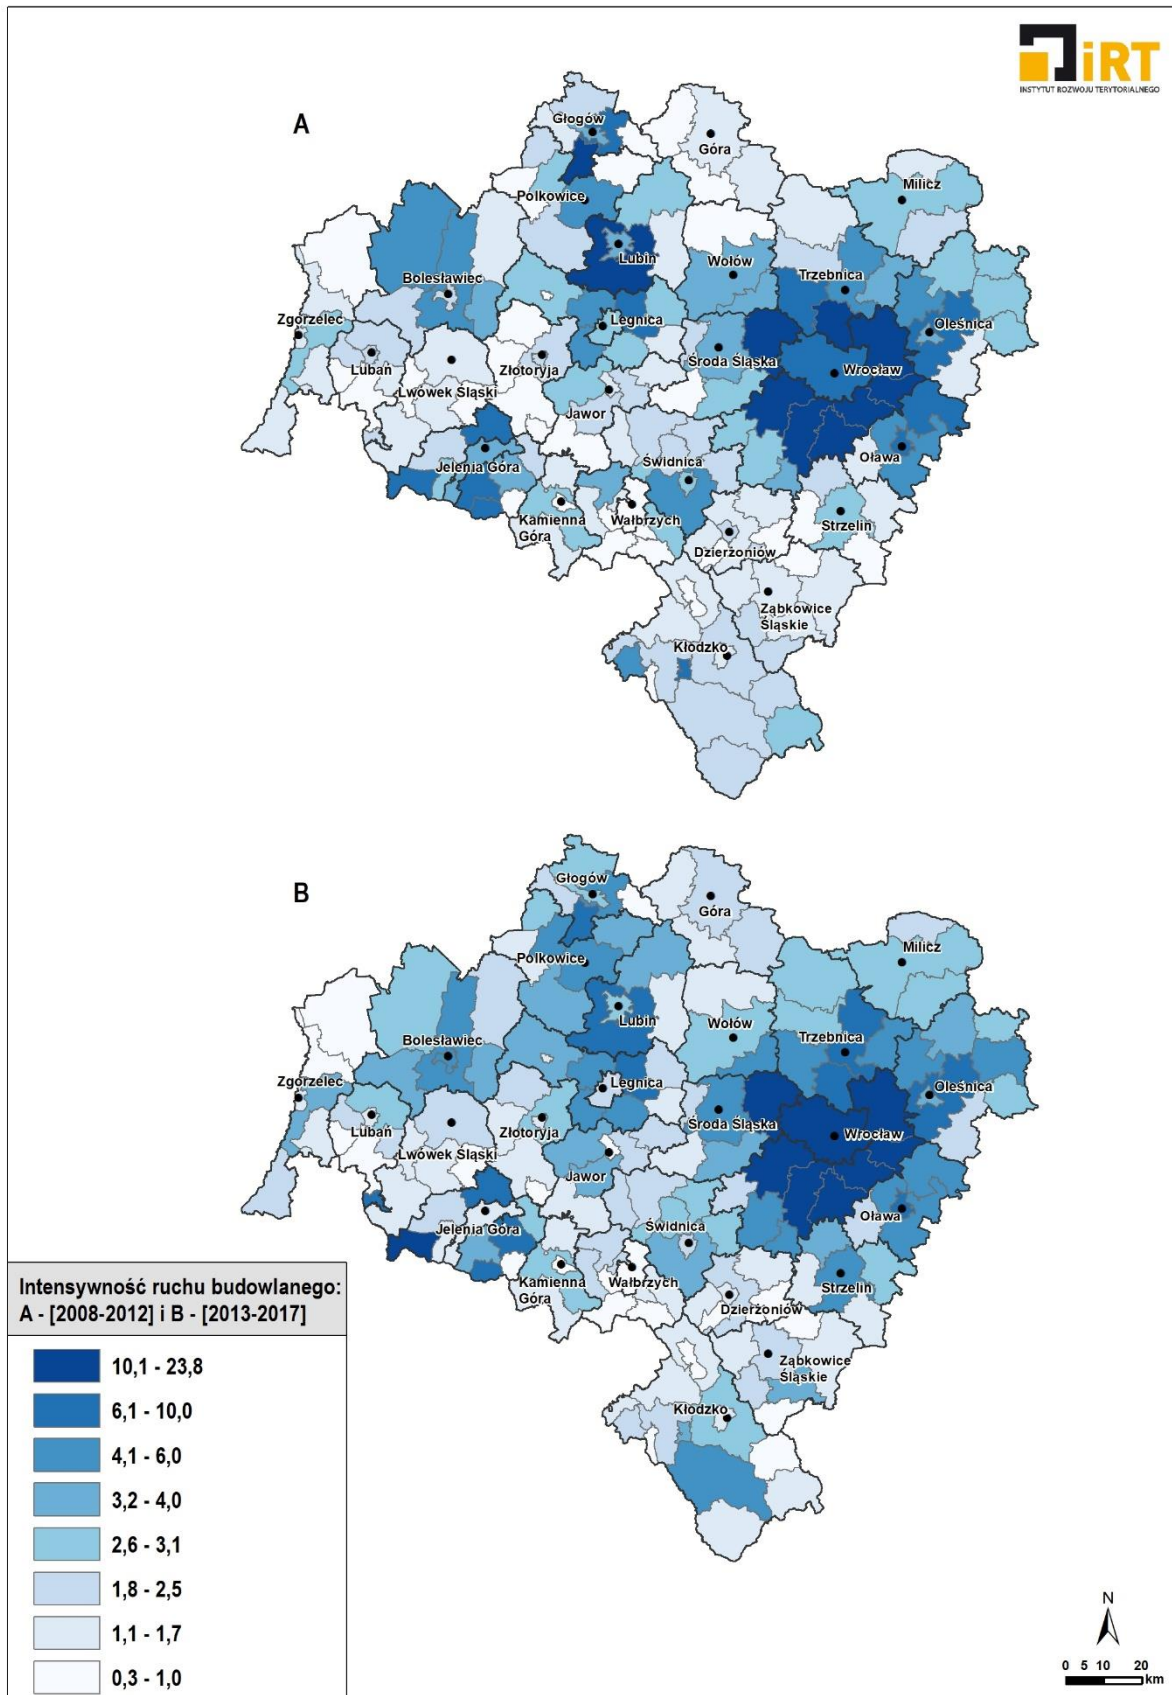 iRT
INSTYTUT ROZWOJU TERYTORIALNEGO
A
Głogów
Góra
Milicz
Polkowice
Lubin
Wołów
Trzebnica
Bolesławiec
Zgorzelec
Legnica
Oleśnica
Lubań
Złotoryja
Środa Śląska
Wrocław
Lwówek Śląski
Jawor
Oława
Jelenia Góra
Świdnica
Kamienna
Góra
Wałbrzych
Strzelin
Dzierżoniów
Ząbkowice
Śląskie
Kłodzko
B
Głogów
Góra
Milicz
Polkowice
Lubin
Wołów
Trzebnica
Bolesławiec
Zgorzelec
Legnica
Oleśnica
Lubań
Złotoryja
Środa Śląska
Wrocław
Lwówek Śląski
Jawor
Oława
Jelenia Góra
Świdnica
Kamienna
Góra
Wałbrzych
Strzelin
Dzierżoniów
Ząbkowice
Śląskie
Kłodzko
Intensywność ruchu budowlanego:
A - [2008-2012] i B - [2013-2017]
10,1 - 23,8
6,1 - 10,0
4,1 - 6,0
3,2 - 4,0
2,6 - 3,1
1,8 - 2,5
1,1 - 1,7
0,3 - 1,0
N
0 5 10 20
km